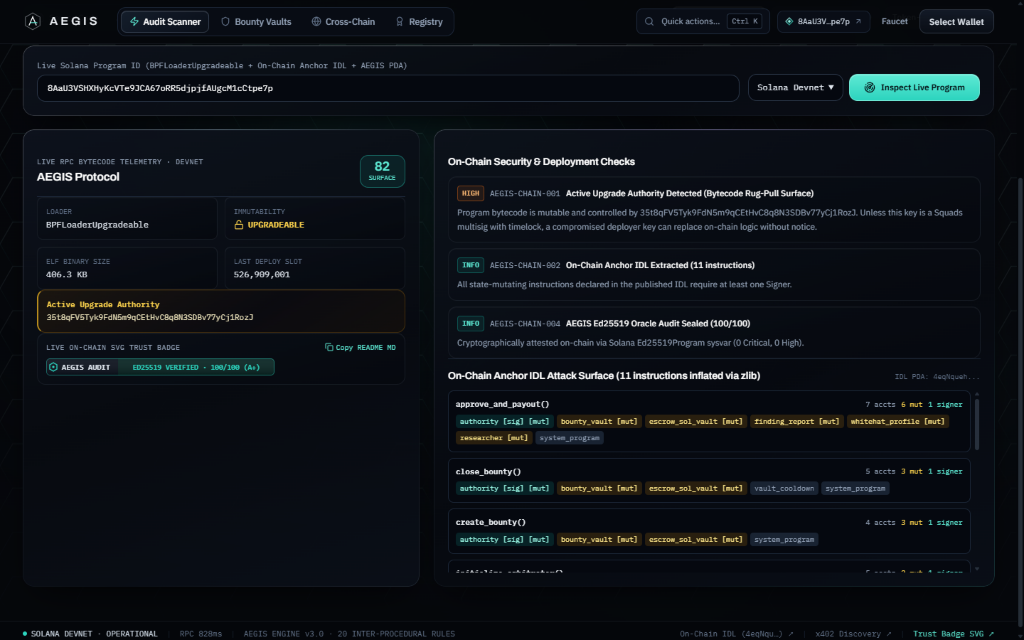 AEGIS
Audit Scanner
Bounty Vaults
Cross-Chain
Registry
Quick actions... Ctrl K
8AaU3V…pe7p ↗
Faucet
Select Wallet
Live Solana Program ID (BPFLoaderUpgradeable + On-Chain Anchor IDL + AEGIS PDA)
8AaU3VSHXHyKcVTe9JCA67oRR5djpjfAUgcM1cCtpe7p
Solana Devnet ▼
Inspect Live Program
LIVE RPC BYTECODE TELEMETRY · DEVNET
AEGIS Protocol
82
SURFACE
LOADER
BPFLoaderUpgradeable
IMMUTABILITY
UPGRADEABLE
ELF BINARY SIZE
406.3 KB
LAST DEPLOY SLOT
526,909,001
Active Upgrade Authority
35t8qFV5Tyk9FdN5m9qCEtHvC8q8N3SDBv77yCj1RozJ
LIVE ON-CHAIN SVG TRUST BADGE
Copy README MD
AEGIS AUDIT ED25519 VERIFIED · 100/100 (A+)
On-Chain Security & Deployment Checks
HIGH AEGIS-CHAIN-001 Active Upgrade Authority Detected (Bytecode Rug-Pull Surface)
Program bytecode is mutable and controlled by 35t8qFV5Tyk9FdN5m9qCEtHvC8q8N3SDBv77yCj1RozJ. Unless this key is a Squads
multisig with timelock, a compromised deployer key can replace on-chain logic without notice.
INFO AEGIS-CHAIN-002 On-Chain Anchor IDL Extracted (11 instructions)
All state-mutating instructions declared in the published IDL require at least one Signer.
INFO AEGIS-CHAIN-004 AEGIS Ed25519 Oracle Audit Sealed (100/100)
Cryptographically attested on-chain via Solana Ed25519Program sysvar (0 Critical, 0 High).
On-Chain Anchor IDL Attack Surface (11 instructions inflated via zlib)
IDL PDA: 4eqNqueh...
approve_and_payout() 7 accts 6 mut 1 signer
authority [sig] [mut] bounty_vault [mut] escrow_sol_vault [mut] finding_report [mut] whitehat_profile [mut]
researcher [mut] system_program
close_bounty() 5 accts 3 mut 1 signer
authority [sig] [mut] bounty_vault [mut] escrow_sol_vault [mut] vault_cooldown system_program
create_bounty() 4 accts 3 mut 1 signer
authority [sig] [mut] bounty_vault [mut] escrow_sol_vault [mut] system_program
SOLANA DEVNET · OPERATIONAL RPC 828ms AEGIS ENGINE v3.0 · 20 INTER-PROCEDURAL RULES
On-Chain IDL (4eqNqu…) ↗ x402 Discovery ↗ Trust Badge SVG ↗